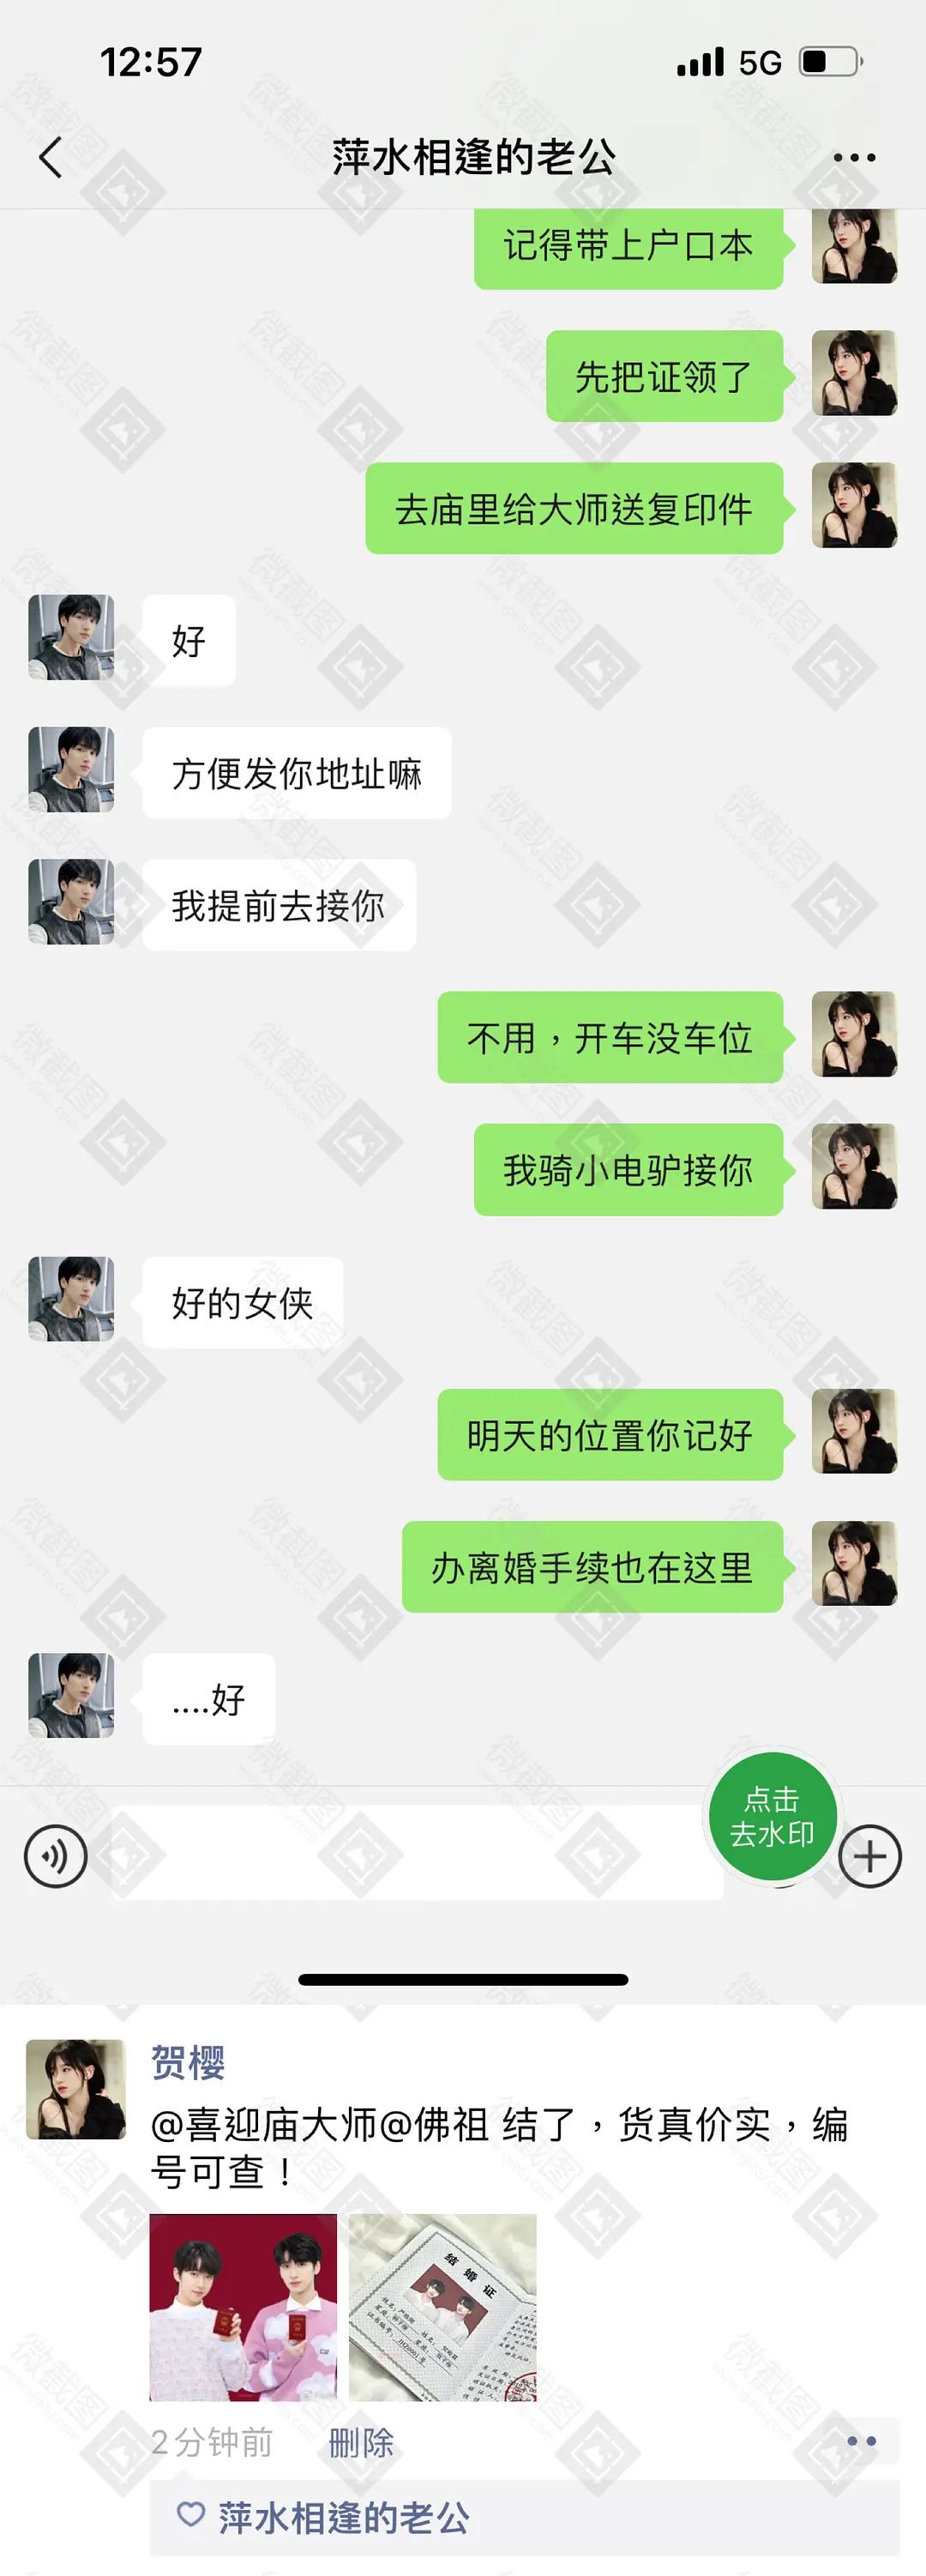 12:57
5G
萍水相逢的老公
记得带上户口本
先把证领了
去庙里给大师送复印件
好
方便发你地址嘛
我提前去接你
不用，开车没车位
我骑小电驴接你
好的女侠
明天的位置你记好
办离婚手续也在这里
....好
点击
去水印
贺樱
@喜迎庙大师@佛祖 结了，货真价实，编
号可查！
结婚证
2分钟前
删除
萍水相逢的老公
微截图